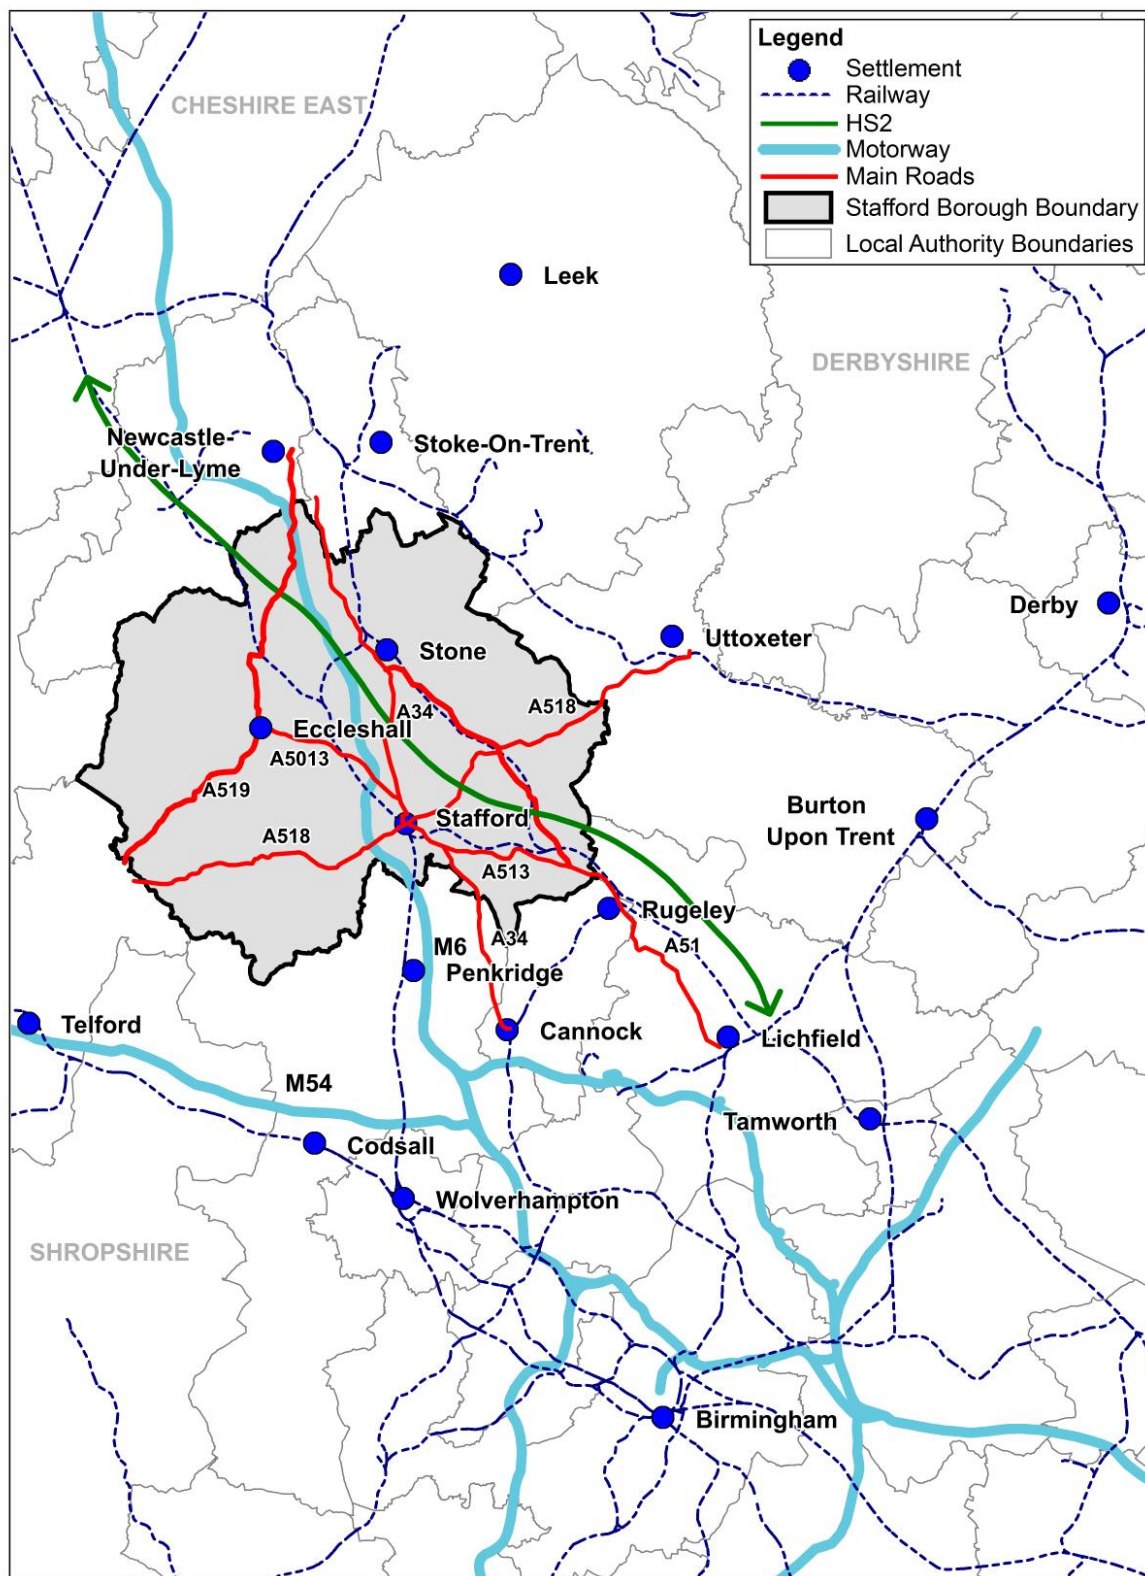 Legend
Settlement
Railway
HS2
Motorway
Main Roads
Stafford Borough Boundary
Local Authority Boundaries
CHESHIRE EAST
Leek
DERBYSHIRE
Newcastle-
Under-Lyme
Stoke-On-Trent
Derby
Uttoxeter
Stone
A34
A518
Eccleshall
A5013
A519
Stafford
Burton
Upon Trent
A518
A513
Rugeley
A34
A51
M6
Penkridge
Telford
Cannock
Lichfield
M54
Tamworth
Codsall
Wolverhampton
SHROPSHIRE
Birmingham